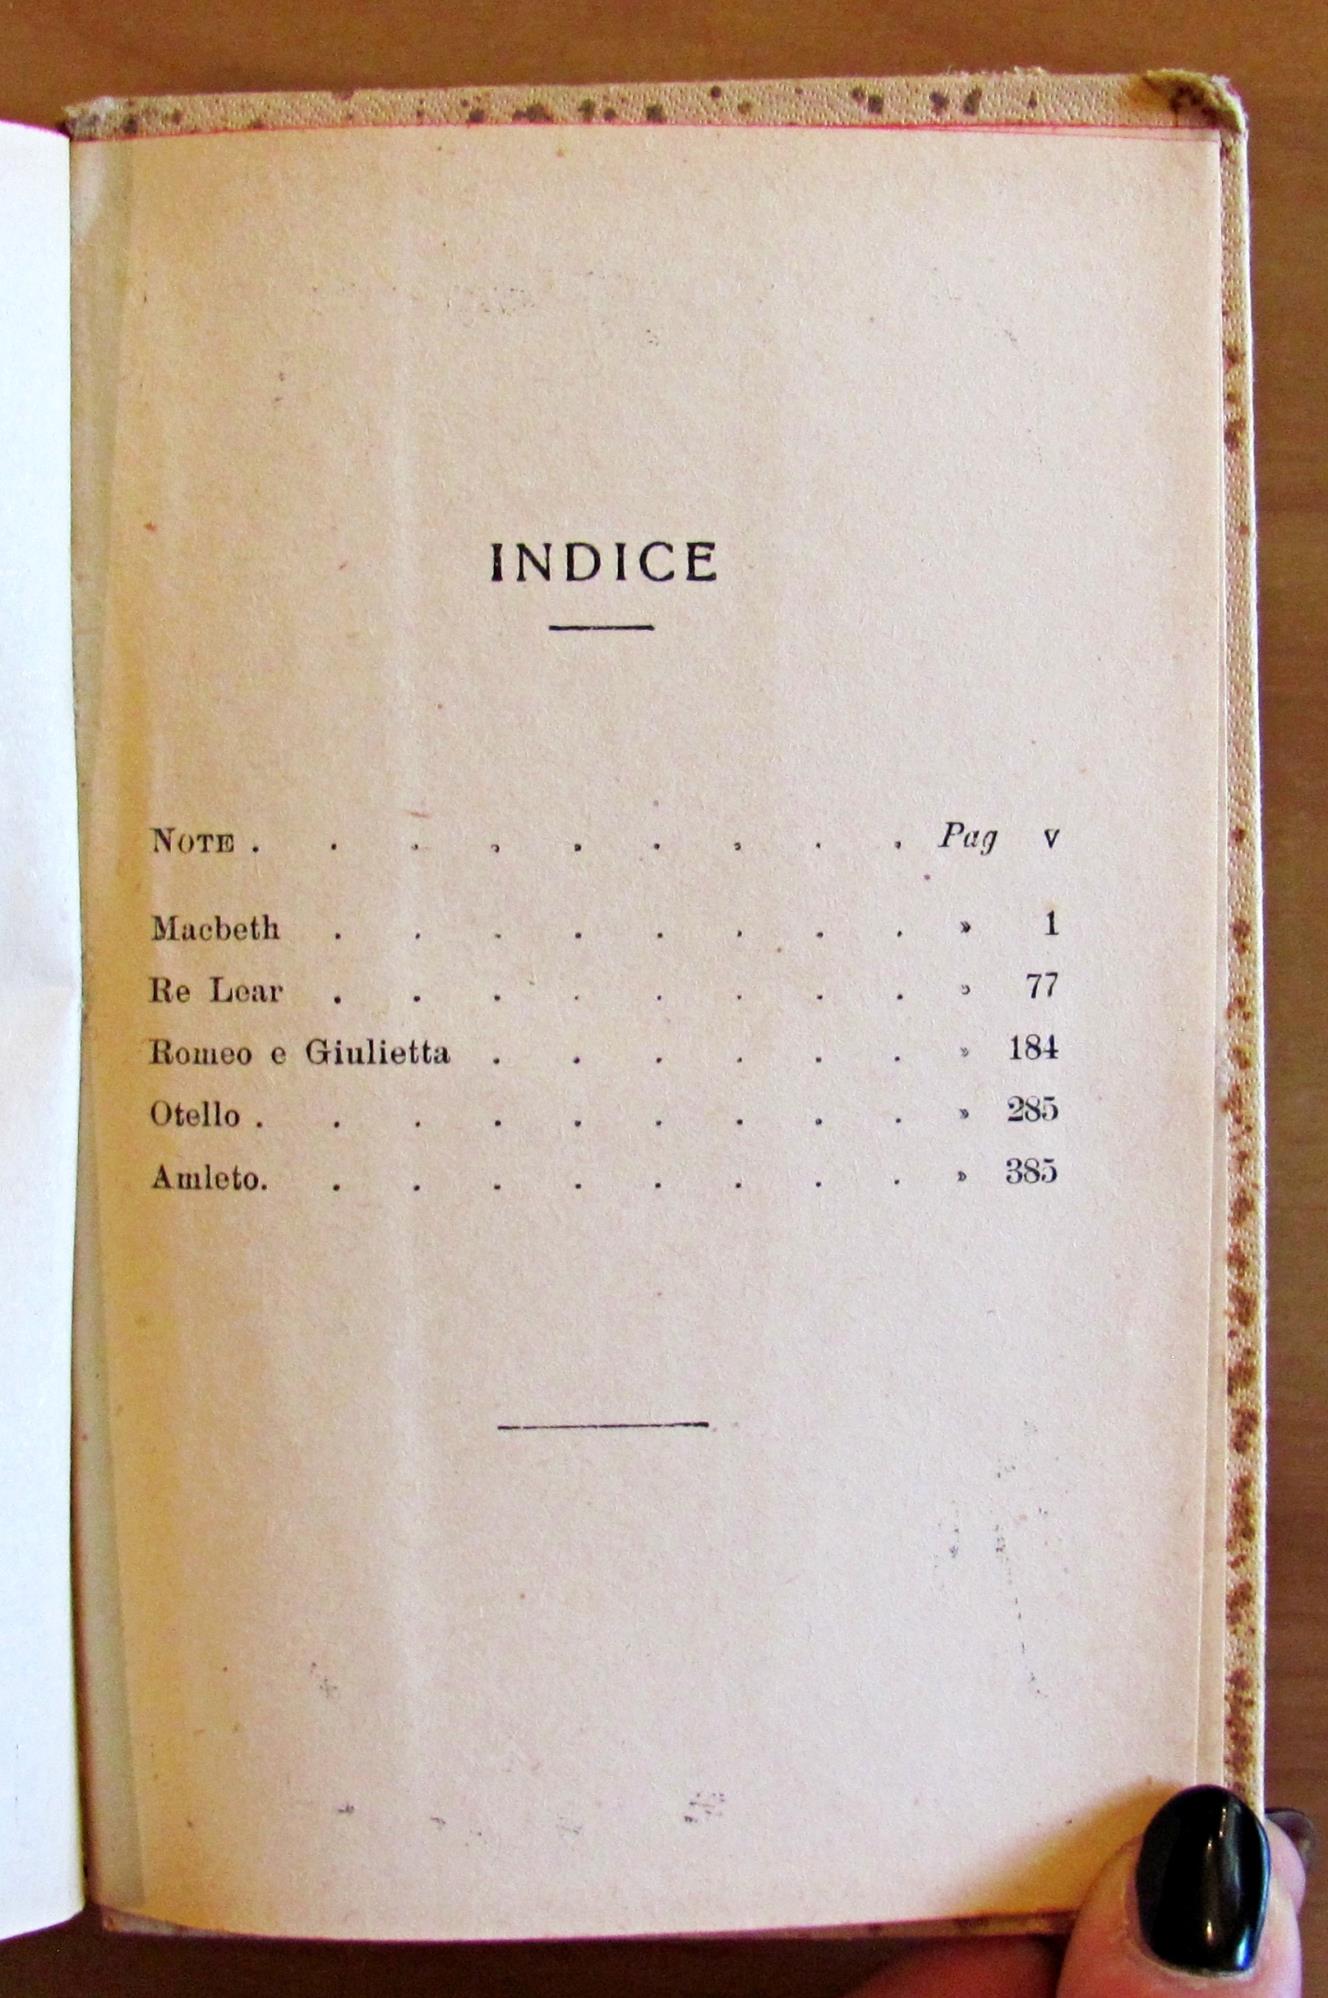 INDICE
NOTE . . . . . . . . . Pag v
Macbeth . . . . . . . . » 1
Re Lear . . . . . . . . » 77
Romeo e Giulietta . . . . . . » 184
Otello . . . . . . . . . » 285
Amleto. . . . . . . . . » 385